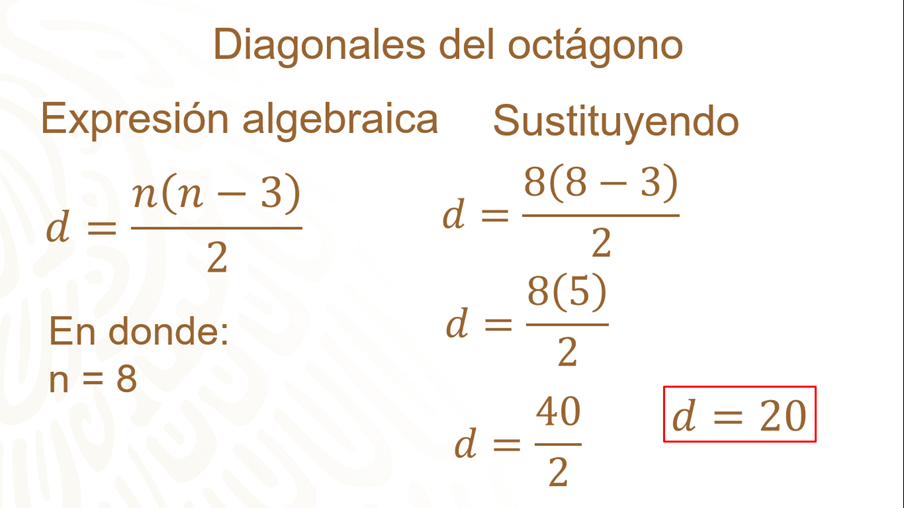 Diagonales del octágono
Expresión algebraica
d = n(n − 3)/2
En donde:
n = 8
Sustituyendo
d = 8(8 − 3)/2
d = 8(5)/2
d = 40/2
d = 20